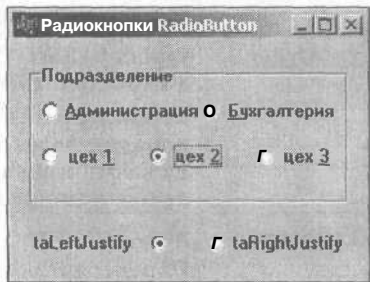 Радиокнопки RadioButton
Подразделение
Администрация О Бухгалтерия
цех 1 цех 2 Г цех 3
taLeftJustify Г taRightJustify